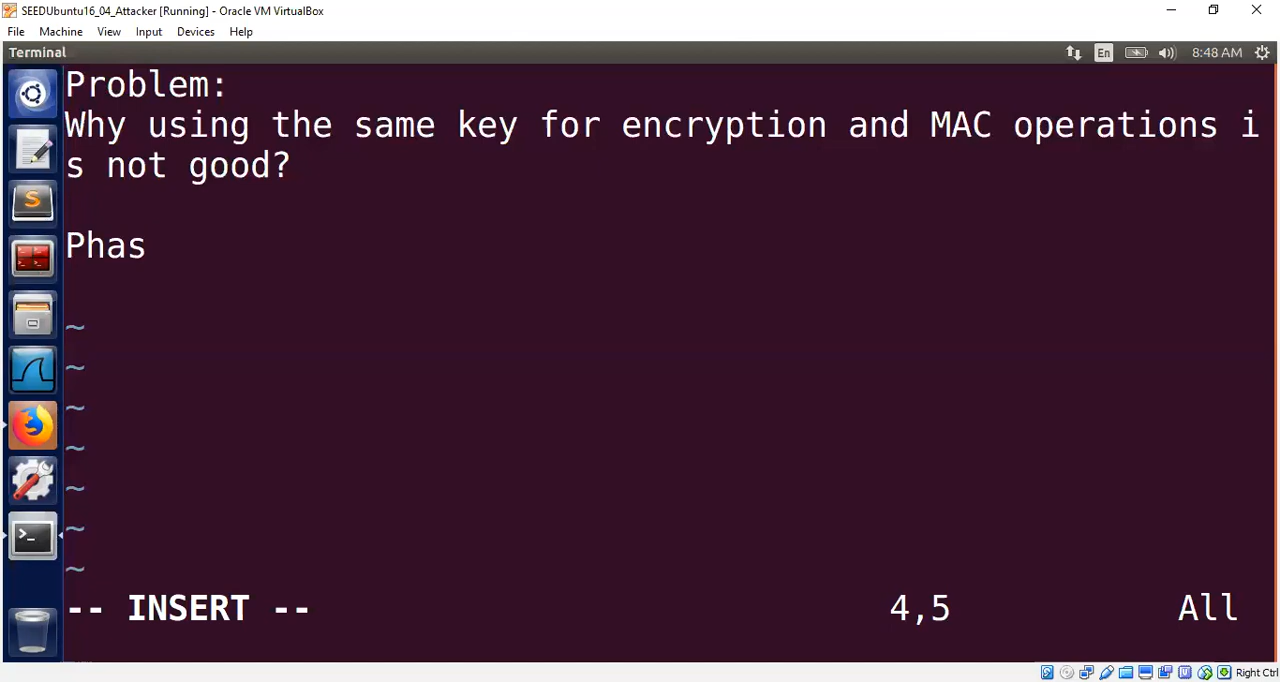 SEEDUbuntu16_04_Attacker [Running] - Oracle VM VirtualBox
File Machine View Input Devices Help
Terminal En 8:48 AM
Problem:
Why using the same key for encryption and MAC operations i
s not good?
Phas
~
~
~
~
~
~
~
-- INSERT -- 4,5 All
Right Ctrl